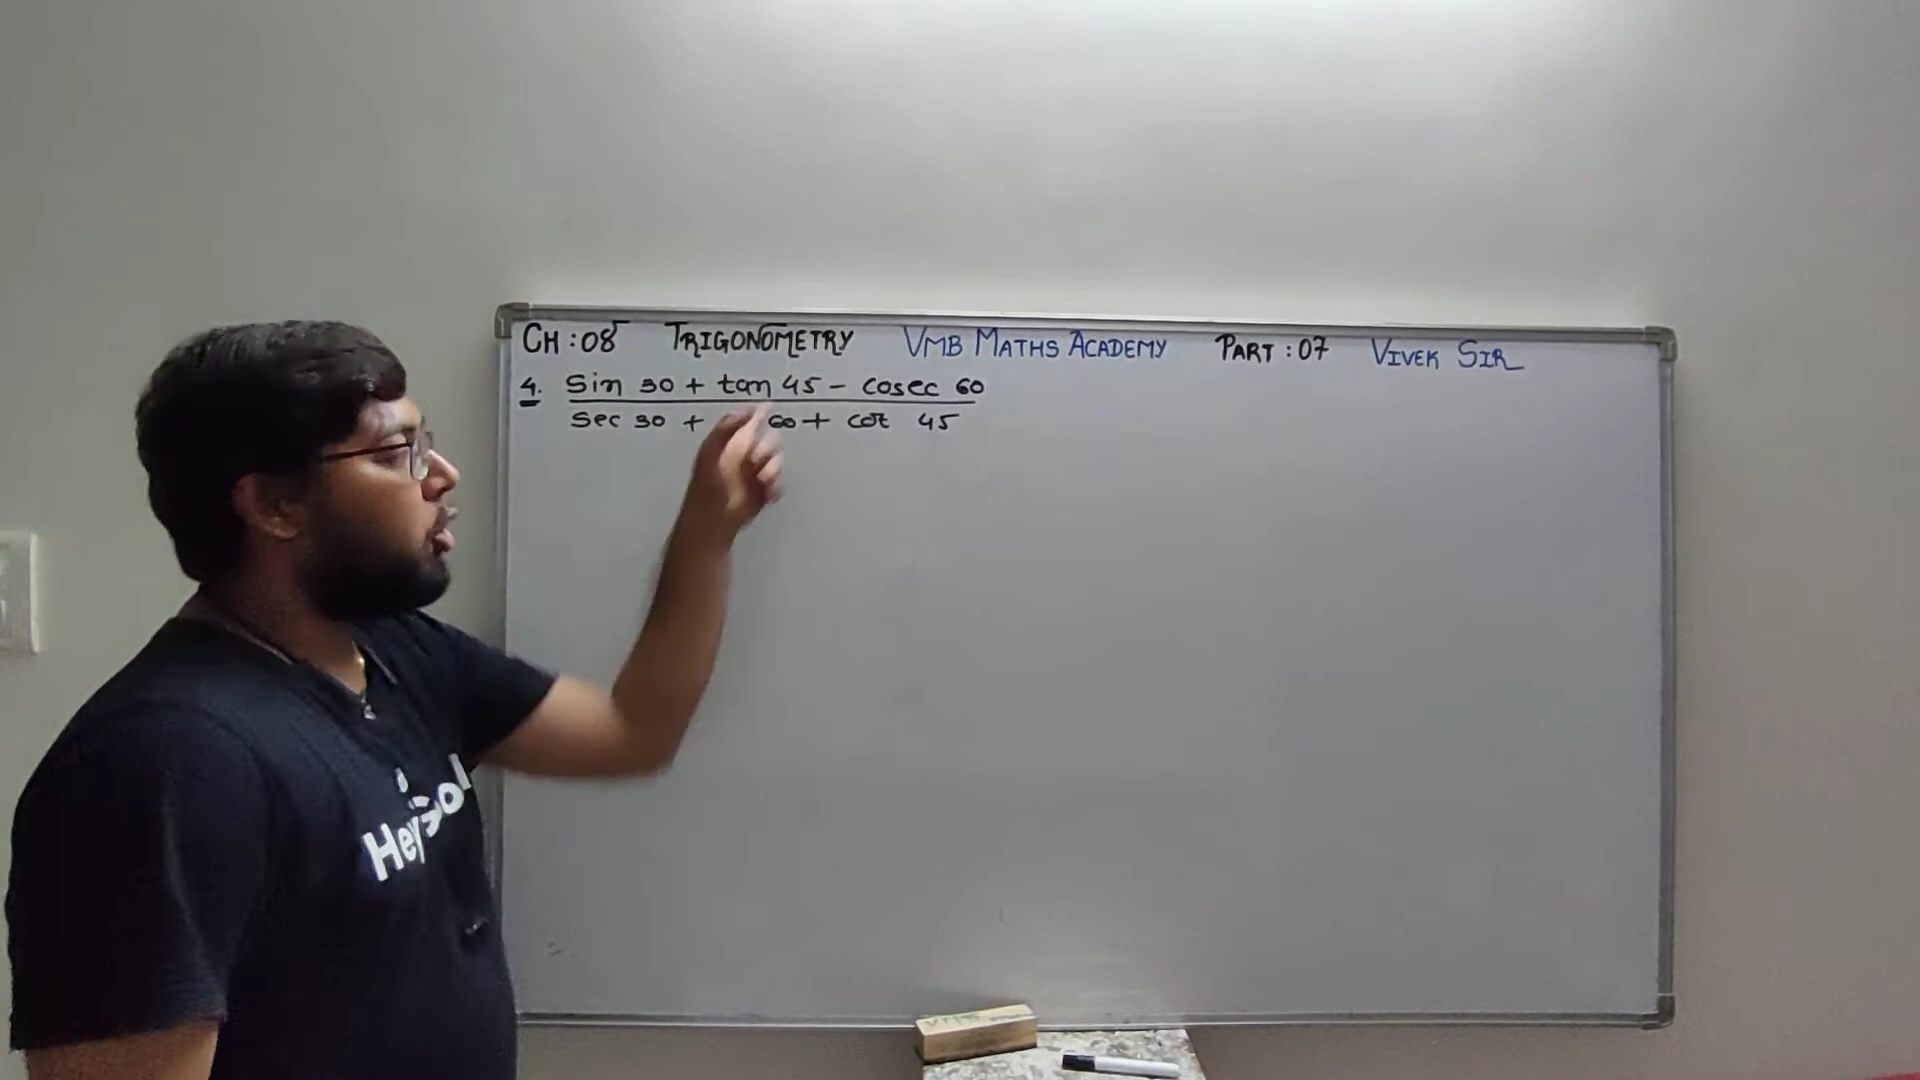 CH : 08 TRIGONOMETRY VMB MATHS ACADEMY PART : 07 VIVEK SIR
4. Sin 30 + tan 45 - cosec 60
Sec 30 + 60 + cot 45
Hey